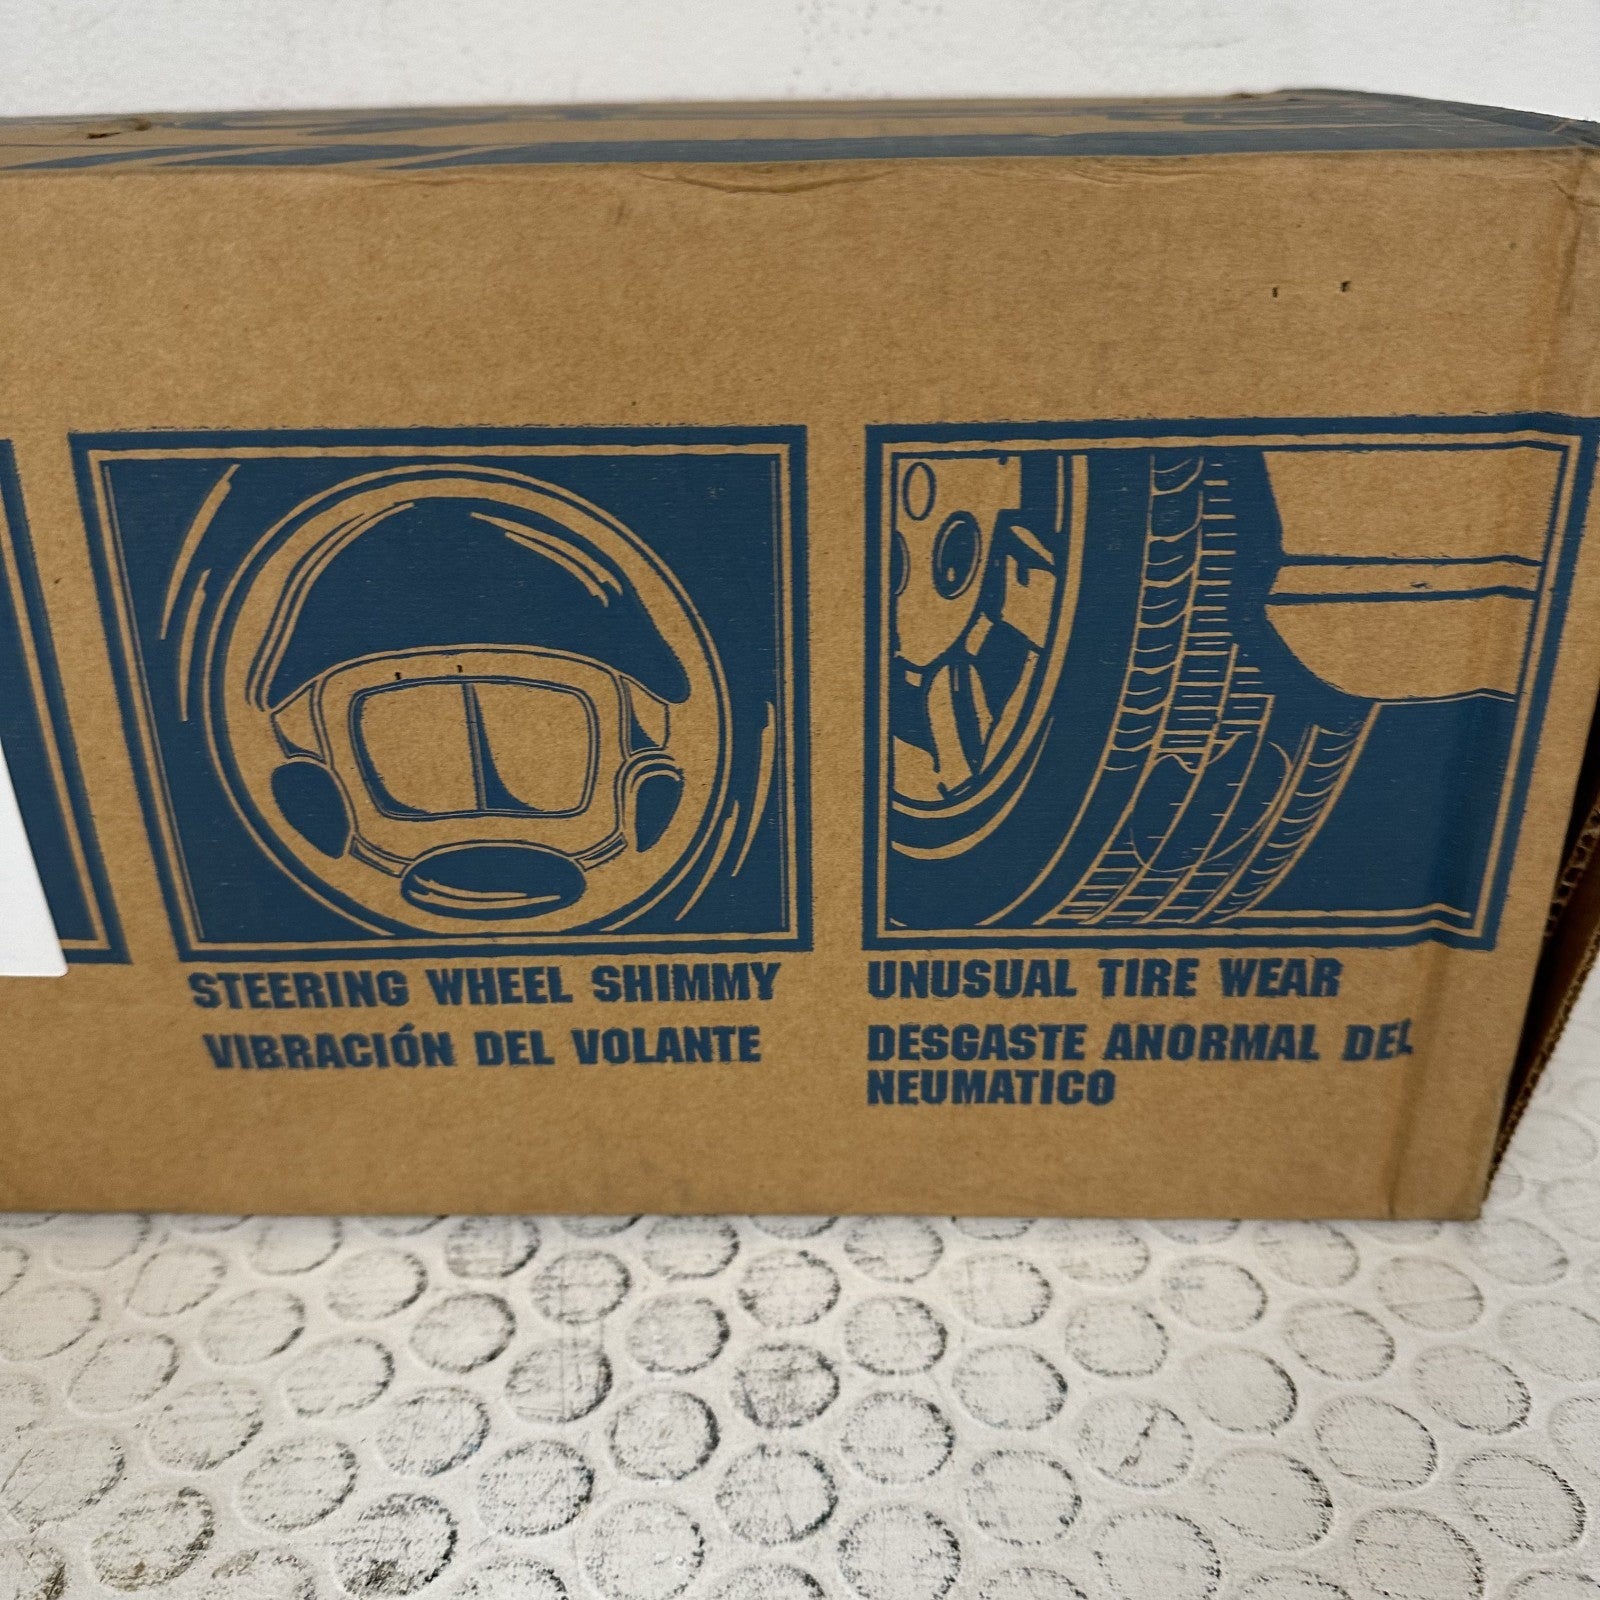 STEERING WHEEL SHIMMY
VIBRACIÓN DEL VOLANTE
UNUSUAL TIRE WEAR
DESGASTE ANORMAL DEL
NEUMATICO